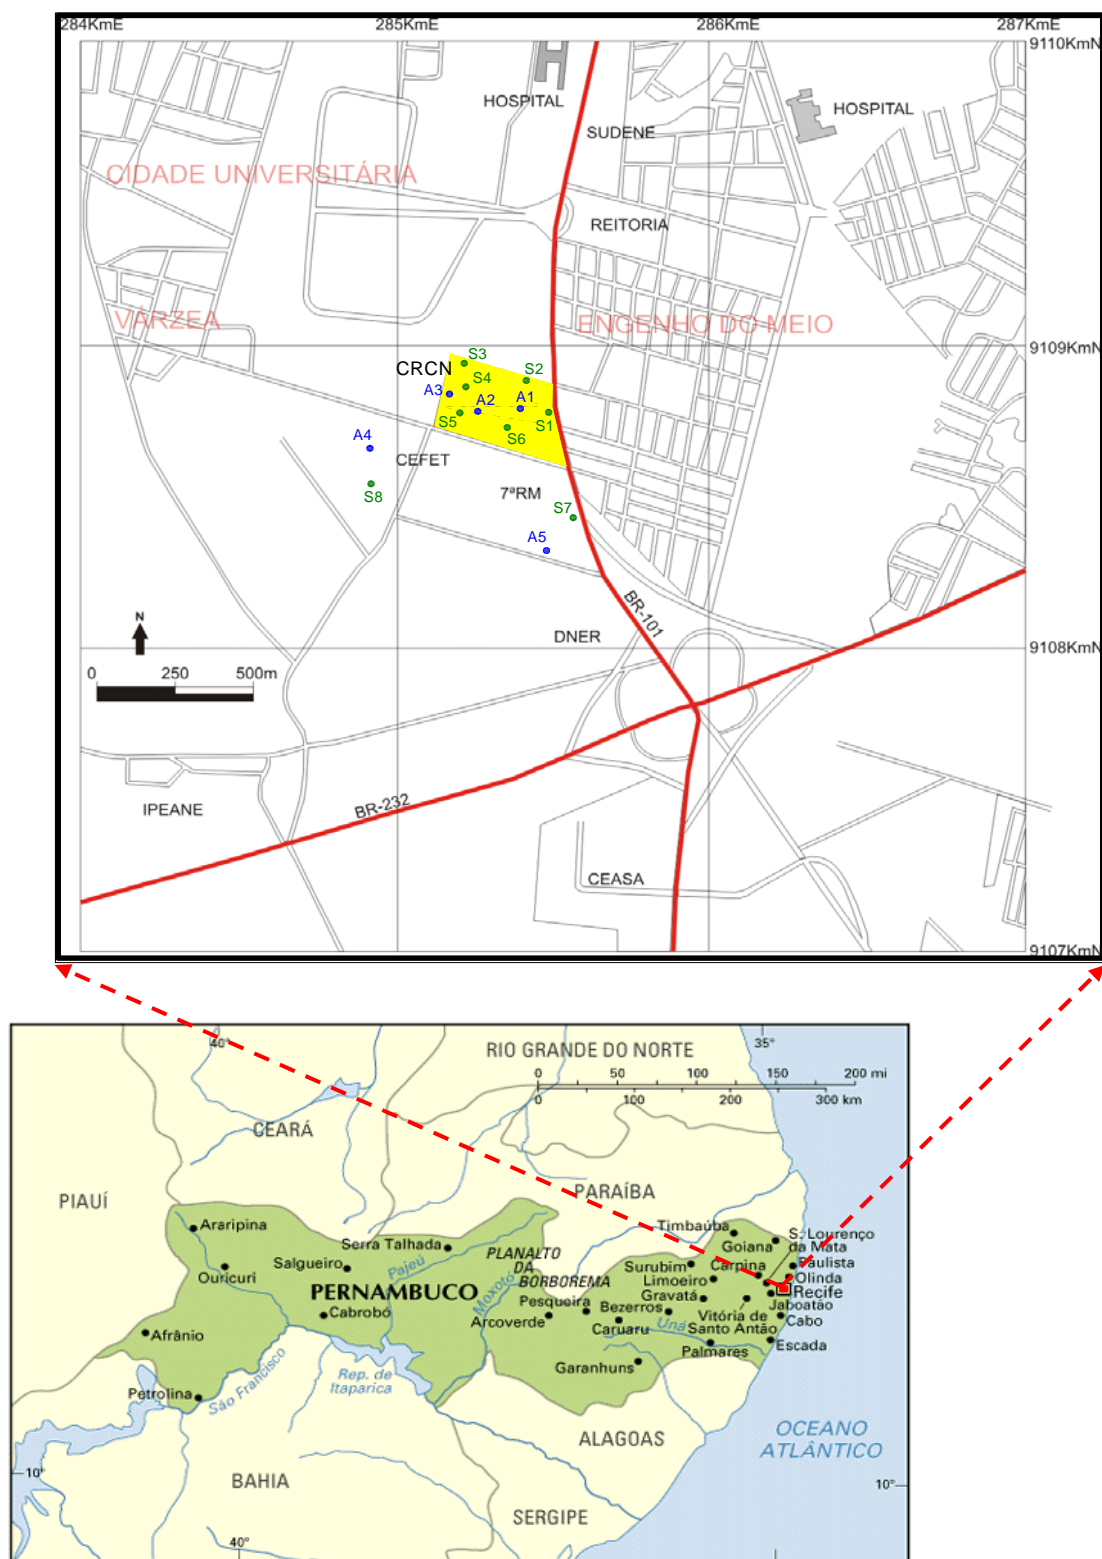 284KmE
285KmE
286KmE
287KmE
9110KmN
HOSPITAL
HOSPITAL
SUDENE
CIDADE UNIVERSITÁRIA
REITORIA
VÁRZEA
ENGENHO DO MEIO
9109KmN
S3
CRCN
S2
S4
A3
A2
A1
S5
S1
S6
A4
CEFET
S8
7ªRM
S7
A5
BR-101
N
DNER
9108KmN
0 250 500m
IPEANE
BR-232
CEASA
9107KmN
40°
35°
RIO GRANDE DO NORTE
0 50 100 150 200 mi
0 100 200 300 km
CEARÁ
PIAUÍ
PARAÍBA
Araripina
Timbaúba
S. Lourenço
da Mata
Goiana
Serra Talhada
PLANALTO
DA
BORBOREMA
Salgueiro
Pajeú
Surubim
Carpina
Paulista
Ouricuri
Limoeiro
Olinda
PERNAMBUCO
Moxotó
Gravatá
Recife
Pesqueira
Bezerros
Vitória de
Santo Antão
Jaboatão
Cabrobó
Arcoverde
Caruaru
Uná
Cabo
Afrânio
Palmares
Escada
Garanhuns
Rep. de
Itaparica
São Francisco
Petrolina
ALAGOAS
OCEANO
ATLÂNTICO
10°
BAHIA
10°
SERGIPE
40°